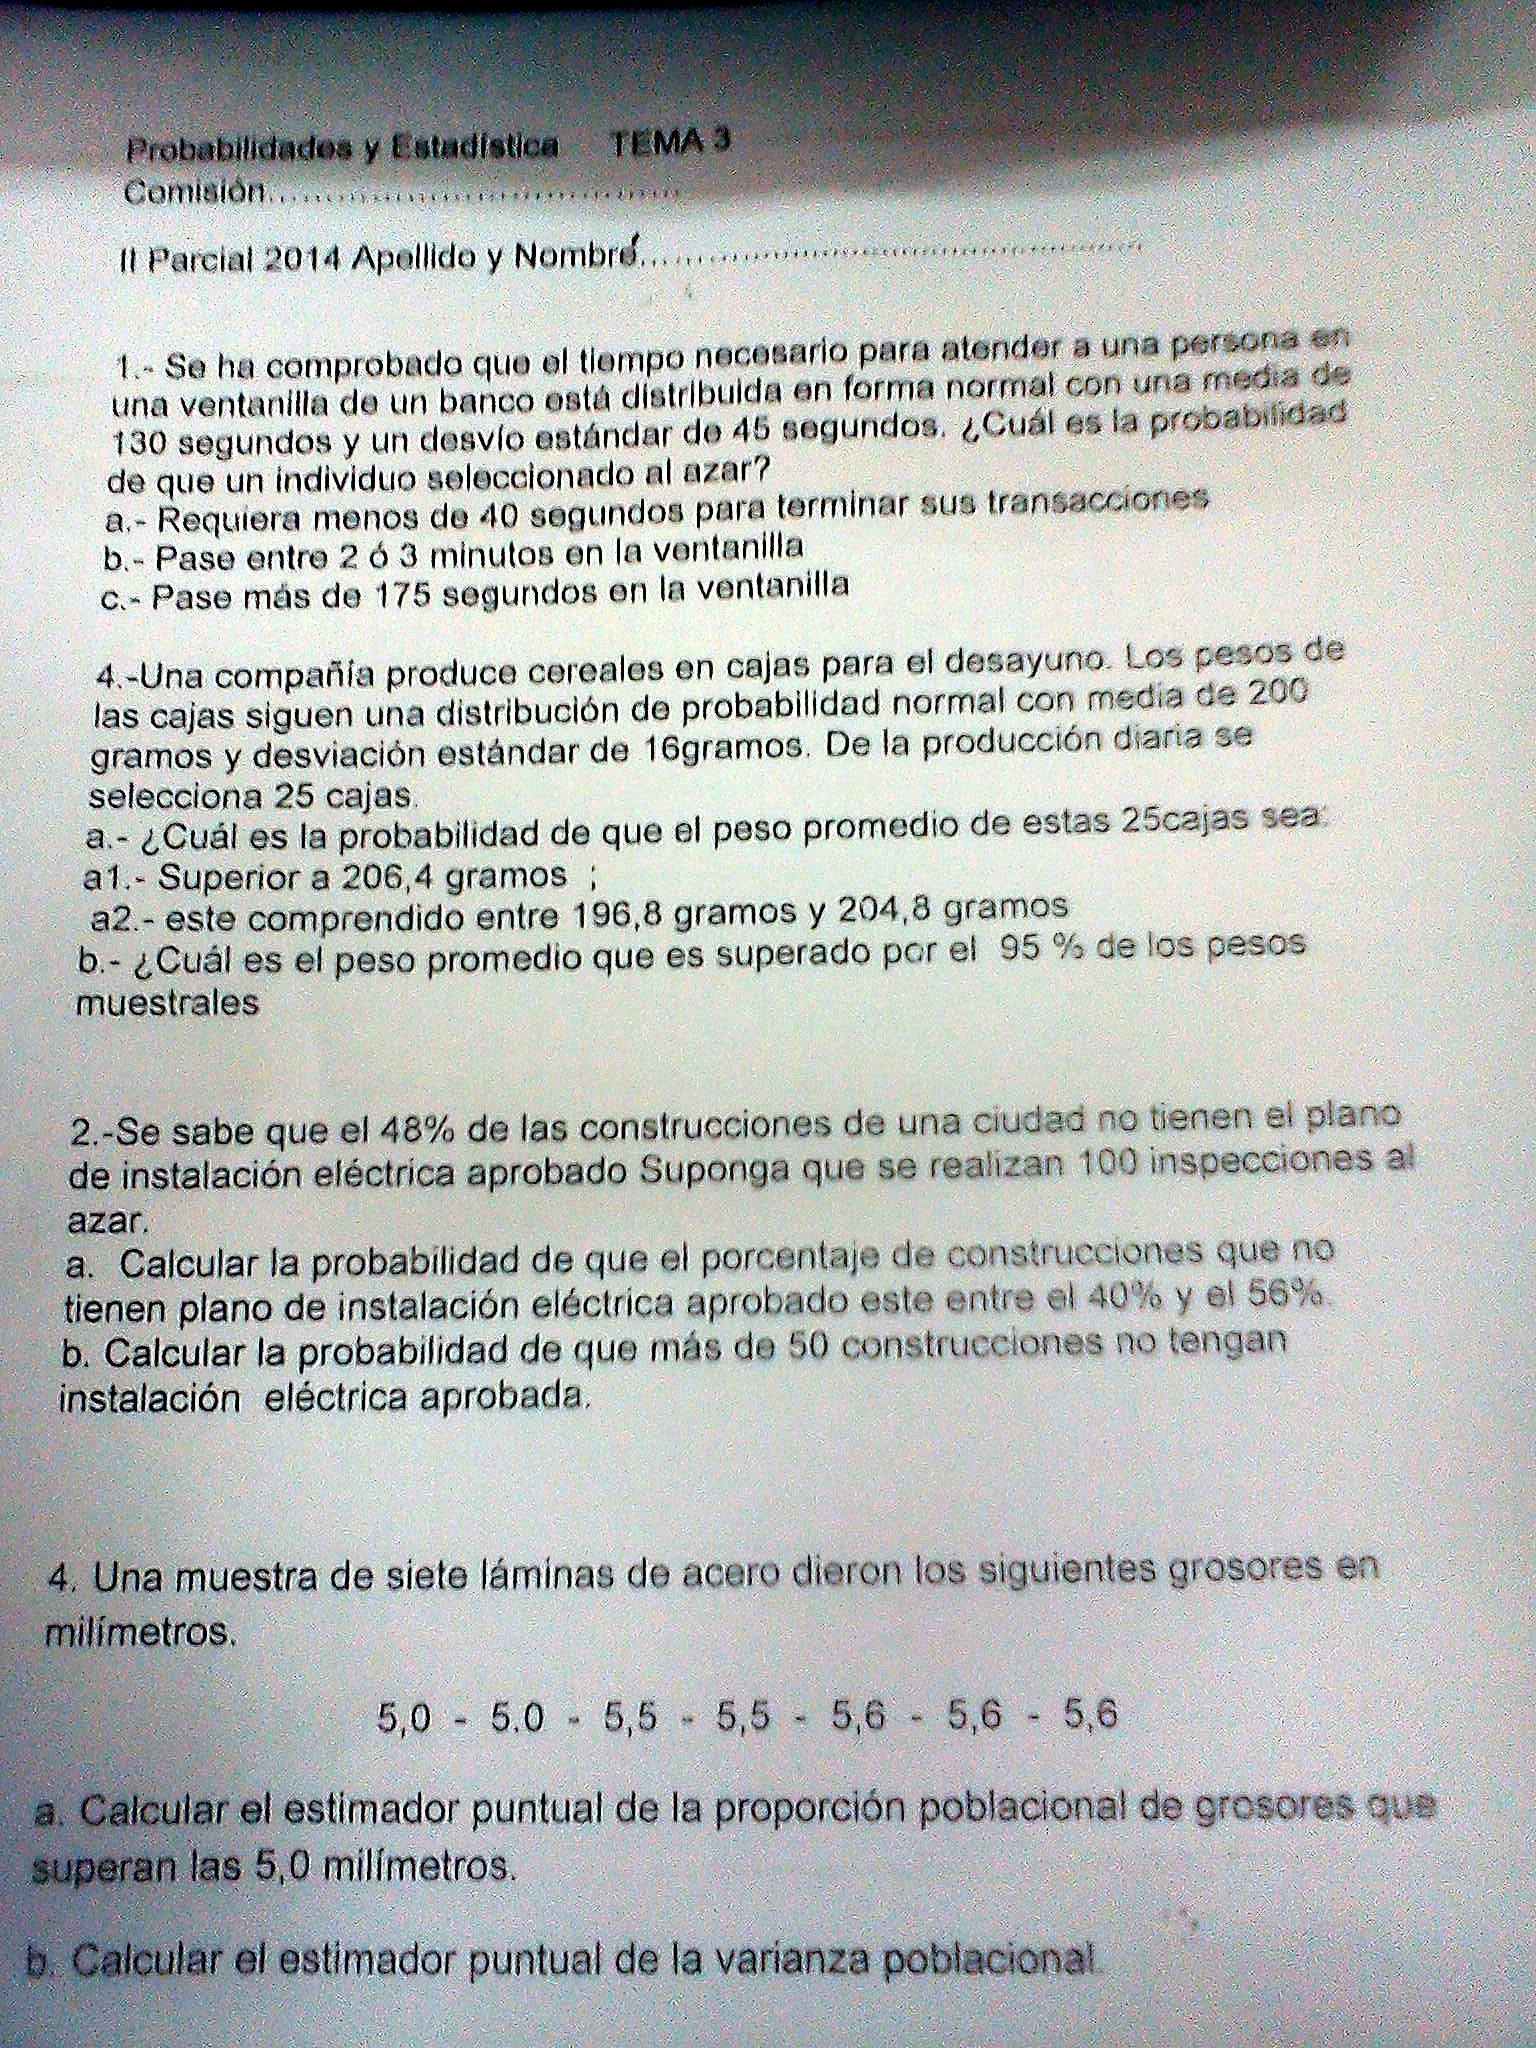 Probabilidades y Estadística TEMA 3
Comisión....................................
II Parcial 2014 Apellido y Nombre................................................
1.- Se ha comprobado que el tiempo necesario para atender a una persona en
una ventanilla de un banco está distribuida en forma normal con una media de
130 segundos y un desvío estándar de 45 segundos. ¿Cuál es la probabilidad
de que un individuo seleccionado al azar?
a.- Requiera menos de 40 segundos para terminar sus transacciones
b.- Pase entre 2 ó 3 minutos en la ventanilla
c.- Pase más de 175 segundos en la ventanilla
4.-Una compañía produce cereales en cajas para el desayuno. Los pesos de
las cajas siguen una distribución de probabilidad normal con media de 200
gramos y desviación estándar de 16gramos. De la producción diaria se
selecciona 25 cajas.
a.- ¿Cuál es la probabilidad de que el peso promedio de estas 25cajas sea:
a1.- Superior a 206,4 gramos ;
a2.- este comprendido entre 196,8 gramos y 204,8 gramos
b.- ¿Cuál es el peso promedio que es superado por el 95 % de los pesos
muestrales
2.-Se sabe que el 48% de las construcciones de una ciudad no tienen el plano
de instalación eléctrica aprobado Suponga que se realizan 100 inspecciones al
azar.
a. Calcular la probabilidad de que el porcentaje de construcciones que no
tienen plano de instalación eléctrica aprobado este entre el 40% y el 56%.
b. Calcular la probabilidad de que más de 50 construcciones no tengan
instalación eléctrica aprobada.
4. Una muestra de siete láminas de acero dieron los siguientes grosores en
milímetros.
5,0 - 5.0 - 5,5 - 5,5 - 5,6 - 5,6 - 5,6
a. Calcular el estimador puntual de la proporción poblacional de grosores que
superan las 5,0 milímetros.
b. Calcular el estimador puntual de la varianza poblacional.